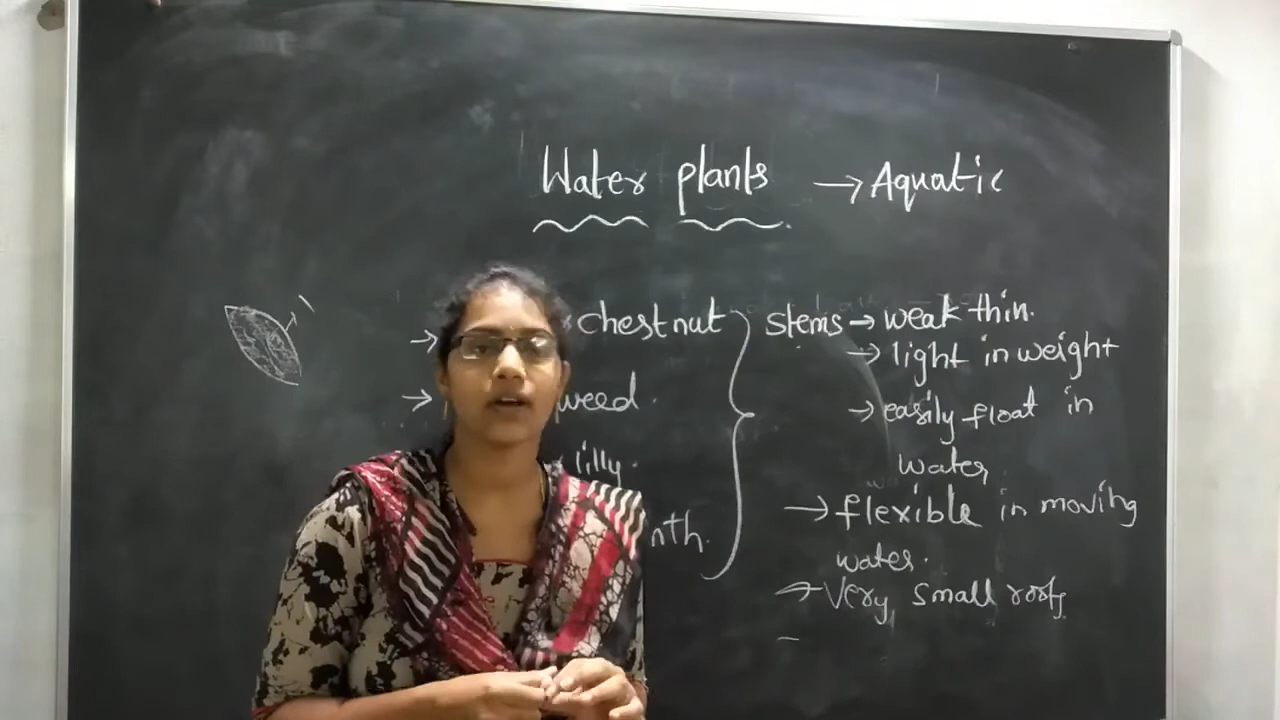 Water plants → Aquatic
→ chestnut
→ weed.
lilly.
nth.
stems → weak thin.
→ light in weight
→ easily float in
water
→ flexible in moving
water.
→ Very small roots
-